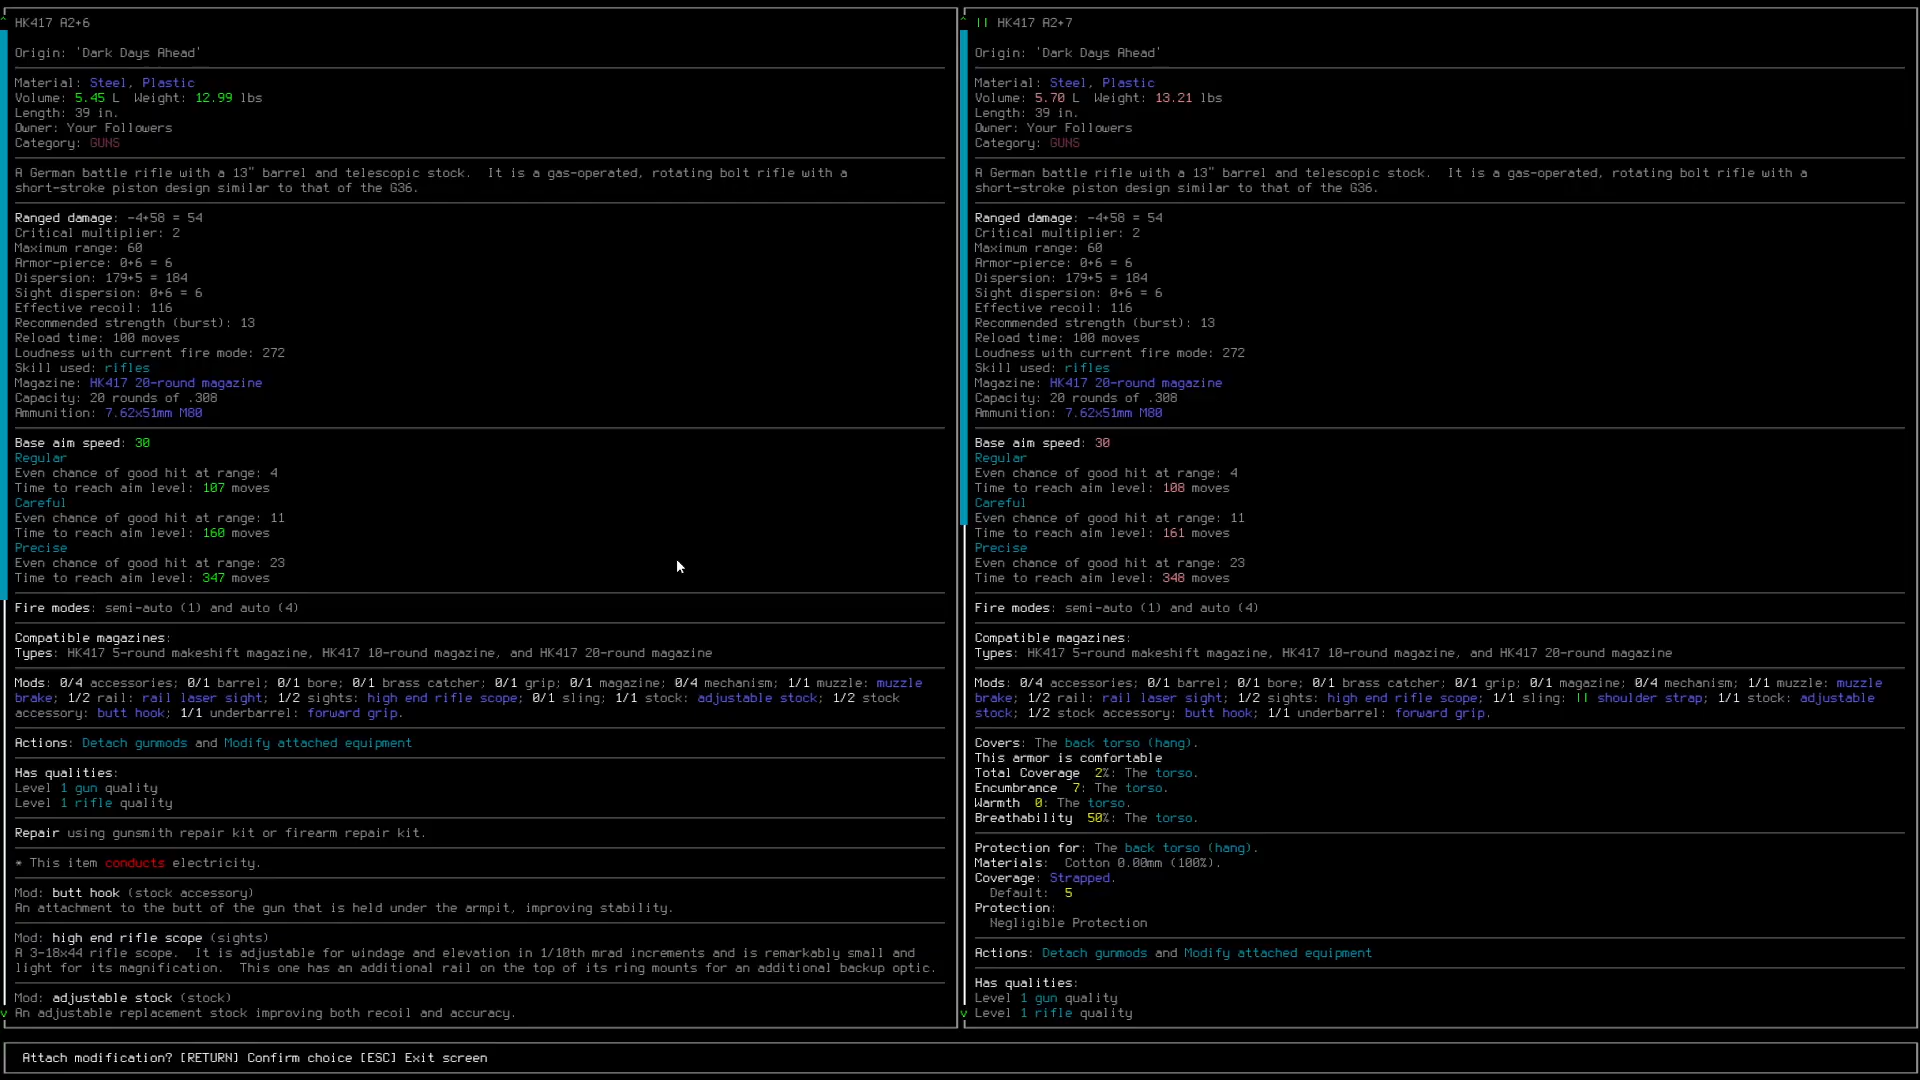 HK417 A2+6
Origin: 'Dark Days Ahead'
Material: Steel, Plastic
Volume: 5.45 L  Weight: 12.99 lbs
Length: 39 in.
Owner: Your Followers
Category: GUNS
A German battle rifle with a 13" barrel and telescopic stock.  It is a gas-operated, rotating bolt rifle with a
short-stroke piston design similar to that of the G36.
Ranged damage: -4+58 = 54
Critical multiplier: 2
Maximum range: 60
Armor-pierce: 0+6 = 6
Dispersion: 179+5 = 184
Sight dispersion: 0+6 = 6
Effective recoil: 116
Recommended strength (burst): 13
Reload time: 100 moves
Loudness with current fire mode: 272
Skill used: rifles
Magazine: HK417 20-round magazine
Capacity: 20 rounds of .308
Ammunition: 7.62x51mm M80
Base aim speed: 30
Regular
Even chance of good hit at range: 4
Time to reach aim level: 107 moves
Careful
Even chance of good hit at range: 11
Time to reach aim level: 160 moves
Precise
Even chance of good hit at range: 23
Time to reach aim level: 347 moves
Fire modes: semi-auto (1) and auto (4)
Compatible magazines:
Types: HK417 5-round makeshift magazine, HK417 10-round magazine, and HK417 20-round magazine
Mods: 0/4 accessories; 0/1 barrel; 0/1 bore; 0/1 brass catcher; 0/1 grip; 0/1 magazine; 0/4 mechanism; 1/1 muzzle: muzzle
brake; 1/2 rail: rail laser sight; 1/2 sights: high end rifle scope; 0/1 sling; 1/1 stock: adjustable stock; 1/2 stock
accessory: butt hook; 1/1 underbarrel: forward grip.
Actions: Detach gunmods and Modify attached equipment
Has qualities:
Level 1 gun quality
Level 1 rifle quality
Repair using gunsmith repair kit or firearm repair kit.
* This item conducts electricity.
Mod: butt hook (stock accessory)
An attachment to the butt of the gun that is held under the armpit, improving stability.
Mod: high end rifle scope (sights)
A 3-18x44 rifle scope.  It is adjustable for windage and elevation in 1/10th mrad increments and is remarkably small and
light for its magnification.  This one has an additional rail on the top of its ring mounts for an additional backup optic.
Mod: adjustable stock (stock)
v An adjustable replacement stock improving both recoil and accuracy.
|| HK417 A2+7
Origin: 'Dark Days Ahead'
Material: Steel, Plastic
Volume: 5.70 L  Weight: 13.21 lbs
Length: 39 in.
Owner: Your Followers
Category: GUNS
A German battle rifle with a 13" barrel and telescopic stock.  It is a gas-operated, rotating bolt rifle with a
short-stroke piston design similar to that of the G36.
Ranged damage: -4+58 = 54
Critical multiplier: 2
Maximum range: 60
Armor-pierce: 0+6 = 6
Dispersion: 179+5 = 184
Sight dispersion: 0+6 = 6
Effective recoil: 116
Recommended strength (burst): 13
Reload time: 100 moves
Loudness with current fire mode: 272
Skill used: rifles
Magazine: HK417 20-round magazine
Capacity: 20 rounds of .308
Ammunition: 7.62x51mm M80
Base aim speed: 30
Regular
Even chance of good hit at range: 4
Time to reach aim level: 108 moves
Careful
Even chance of good hit at range: 11
Time to reach aim level: 161 moves
Precise
Even chance of good hit at range: 23
Time to reach aim level: 348 moves
Fire modes: semi-auto (1) and auto (4)
Compatible magazines:
Types: HK417 5-round makeshift magazine, HK417 10-round magazine, and HK417 20-round magazine
Mods: 0/4 accessories; 0/1 barrel; 0/1 bore; 0/1 brass catcher; 0/1 grip; 0/1 magazine; 0/4 mechanism; 1/1 muzzle: muzzle
brake; 1/2 rail: rail laser sight; 1/2 sights: high end rifle scope; 1/1 sling: || shoulder strap; 1/1 stock: adjustable
stock; 1/2 stock accessory: butt hook; 1/1 underbarrel: forward grip.
Covers: The back torso (hang).
This armor is comfortable
Total Coverage  2%: The torso.
Encumbrance  7: The torso.
Warmth  0: The torso.
Breathability  50%: The torso.
Protection for: The back torso (hang).
Materials:  Cotton 0.00mm (100%).
Coverage: Strapped.
Default:  5
Protection:
Negligible Protection
Actions: Detach gunmods and Modify attached equipment
Has qualities:
Level 1 gun quality
v Level 1 rifle quality
Attach modification? [RETURN] Confirm choice [ESC] Exit screen